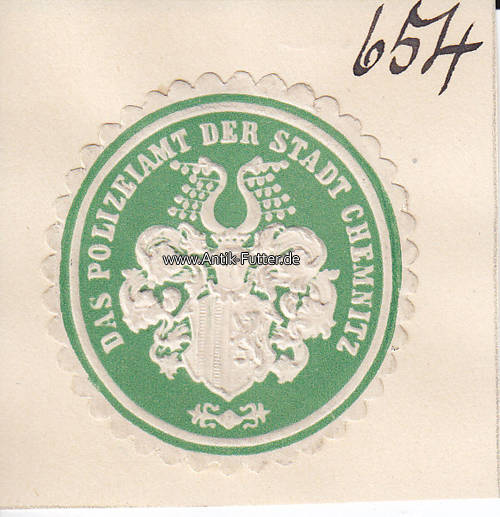 654
DAS POLIZEIAMT DER STADT CHEMNITZ
www.Antik-Futter.de